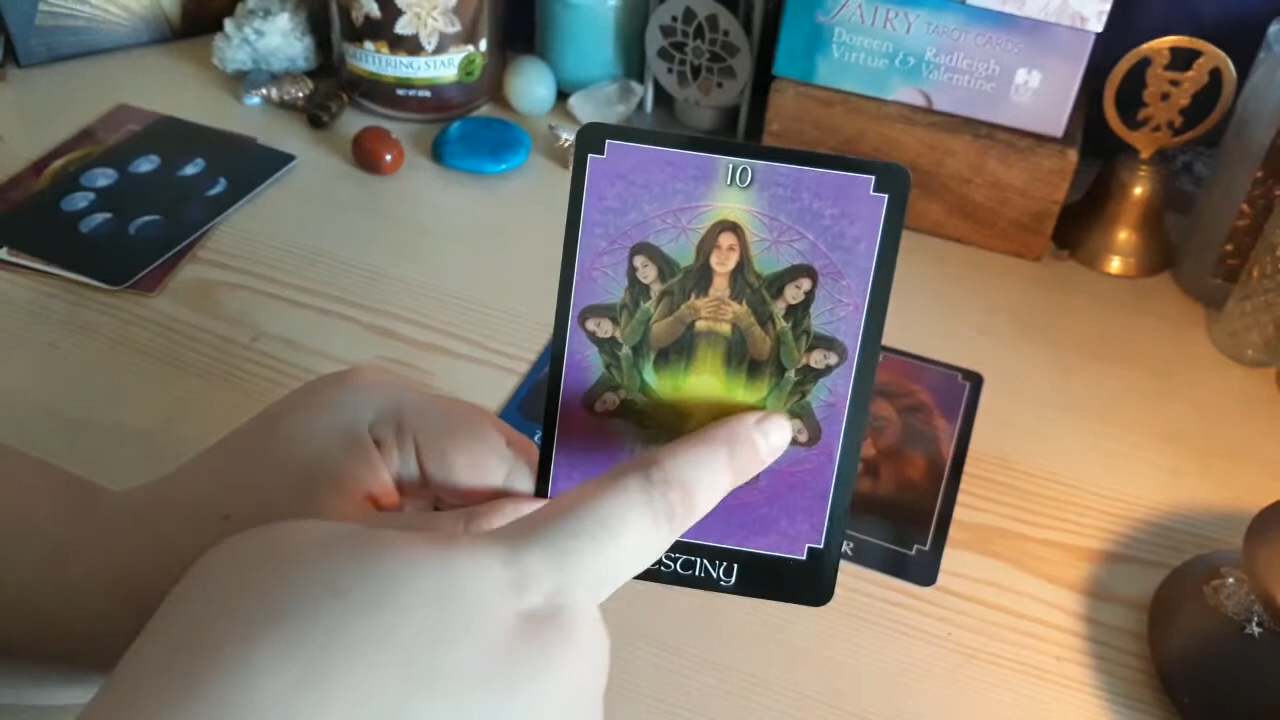 GLITTERING STAR
FAIRY TAROT CARDS
Doreen & Radleigh
Virtue Valentine
10
ESTINY
R